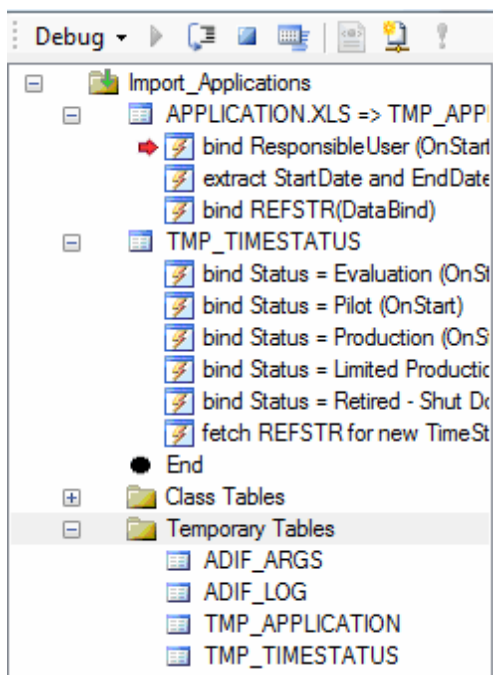 Debug
Import_Applications
APPLICATION.XLS => TMP_APPI
bind ResponsibleUser (OnStart
extract StartDate and EndDate
bind REFSTR(DataBind)
TMP_TIMESTATUS
bind Status = Evaluation (OnSt
bind Status = Pilot (OnStart)
bind Status = Production (OnSt
bind Status = Limited Productio
bind Status = Retired - Shut Do
fetch REFSTR for new TimeSt
End
Class Tables
Temporary Tables
ADIF_ARGS
ADIF_LOG
TMP_APPLICATION
TMP_TIMESTATUS